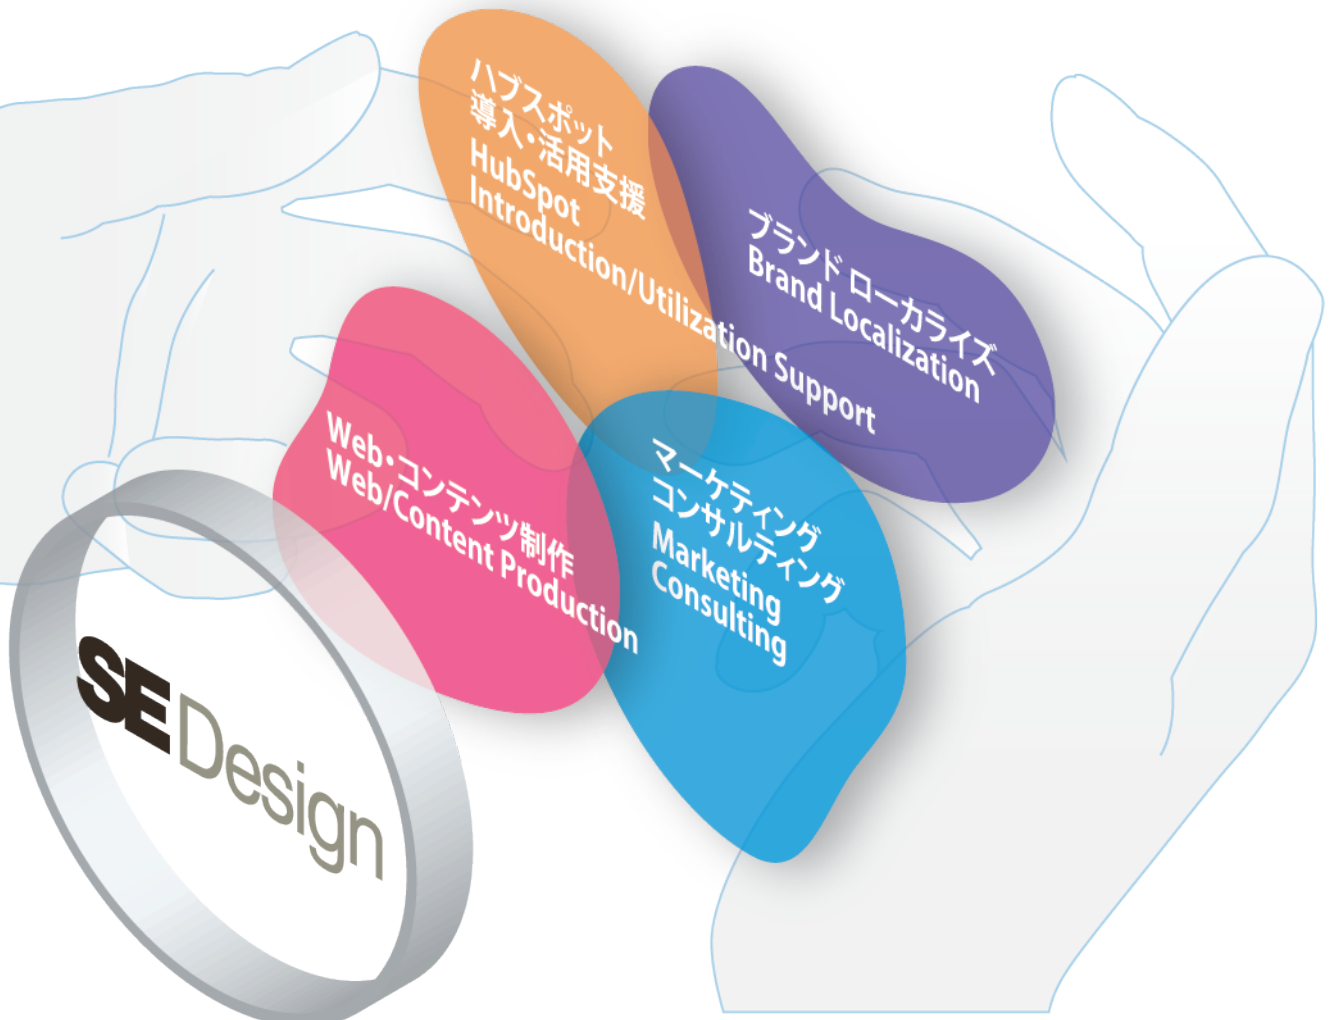 ハブスポット
導入・活用支援
HubSpot
Introduction/Utilization Support
ブランド ローカライズ
Brand Localization
Web・コンテンツ制作
Web/Content Production
マーケティング
コンサルティング
Marketing
Consulting
SE Design